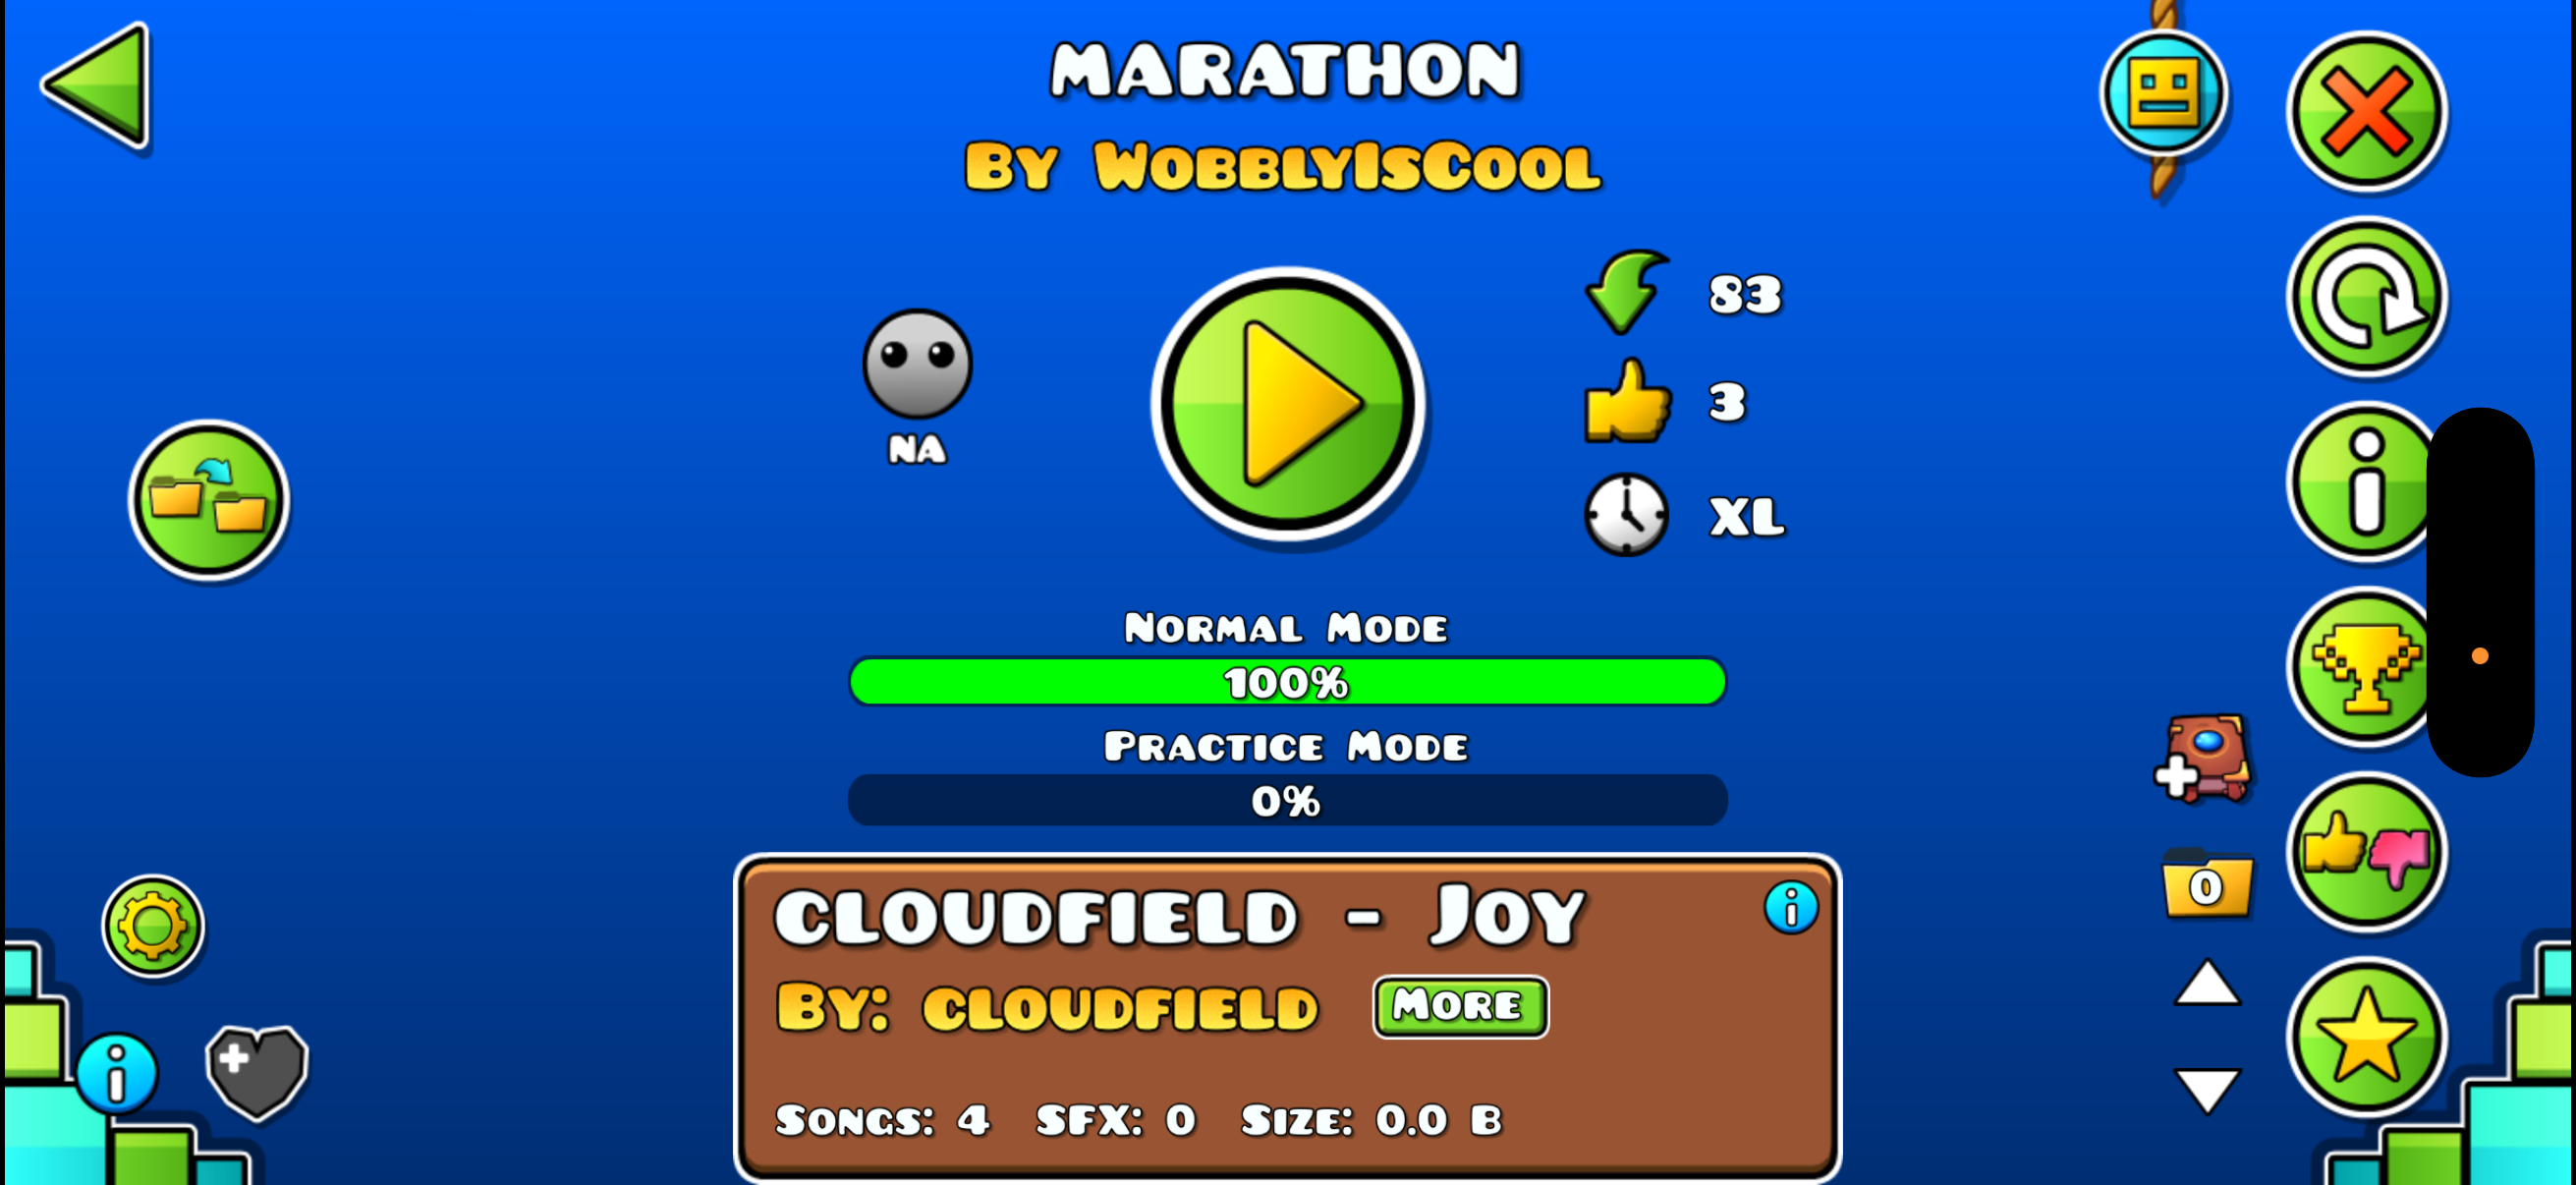 MARATHON
By WobblyIsCool
83
3
NA
XL
Normal Mode
100%
Practice Mode
0%
0
CLOUDFIELD - JOY
By: CLOUDFIELD
More
Songs: 4 SFX: 0 Size: 0.0 B